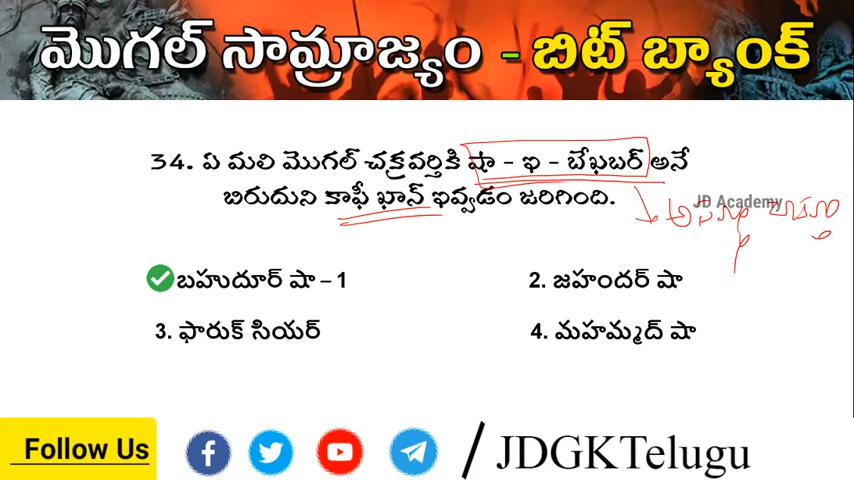 మొగల్ సామ్రాజ్యం - బిట్ బ్యాంక్
34. ఏ మలి మొగల్ చక్రవర్తికి షా - ఇ - బేఖబర్ అనే
బిరుదుని కాఫీ ఖాన్ ఇవ్వడం జరిగింది.
JD Academy
బహుదూర్ షా – 1
2. జహందర్ షా
3. ఫారుక్ సియర్
4. మహమ్మద్ షా
Follow Us
/JDGKTelugu